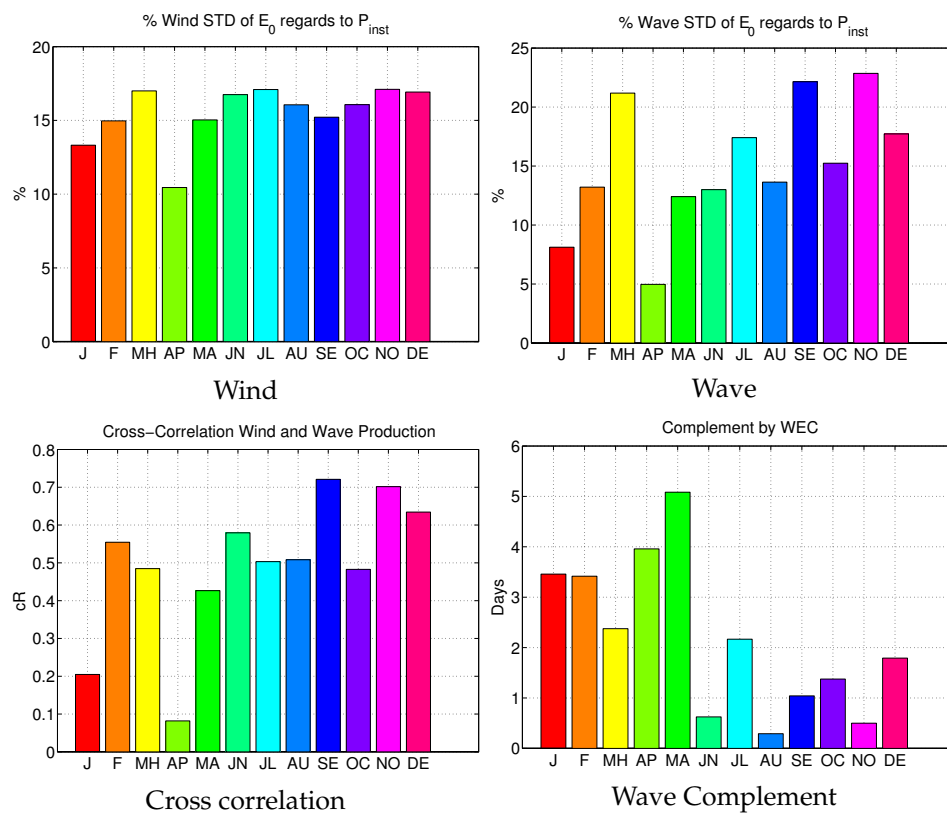 % Wind STD of E0 regards to Pinst
20
15
10
5
0
%
J F MH AP MA JN JL AU SE OC NO DE
Wind
% Wave STD of E0 regards to Pinst
25
20
15
10
5
0
%
J F MH AP MA JN JL AU SE OC NO DE
Wave
Cross−Correlation Wind and Wave Production
0.8
0.7
0.6
0.5
0.4
0.3
0.2
0.1
0
cR
J F MH AP MA JN JL AU SE OC NO DE
Cross correlation
Complement by WEC
6
5
4
3
2
1
0
Days
J F MH AP MA JN JL AU SE OC NO DE
Wave Complement